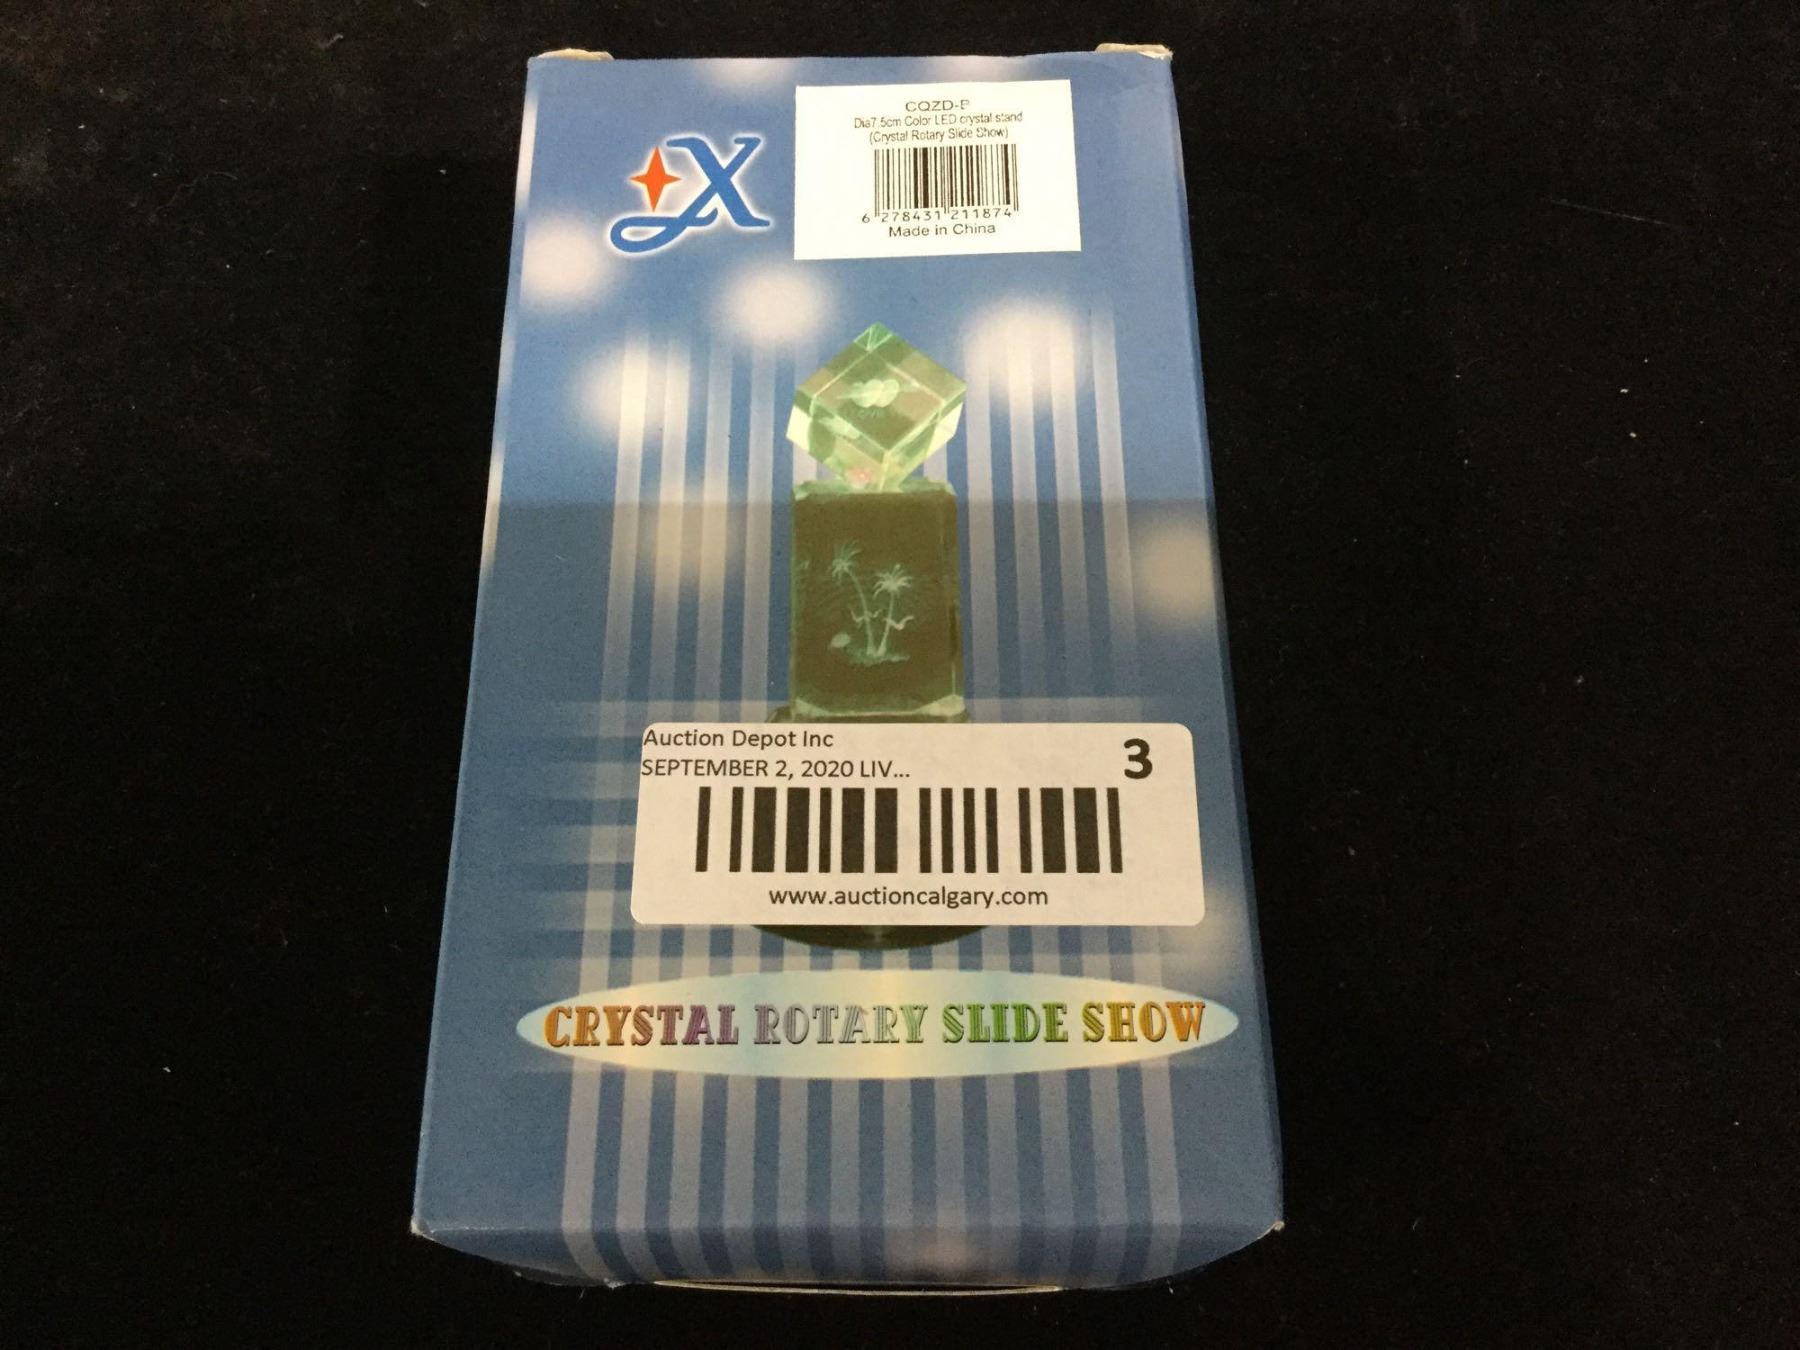 X
CQZD-B
Dia7.5cm Color LED crystal stand
(Crystal Rotary Slide Show)
6 278431 211874
Made in China
LOVE
Auction Depot Inc
3
SEPTEMBER 2, 2020 LIV...
www.auctioncalgary.com
CRYSTAL ROTARY SLIDE SHOW